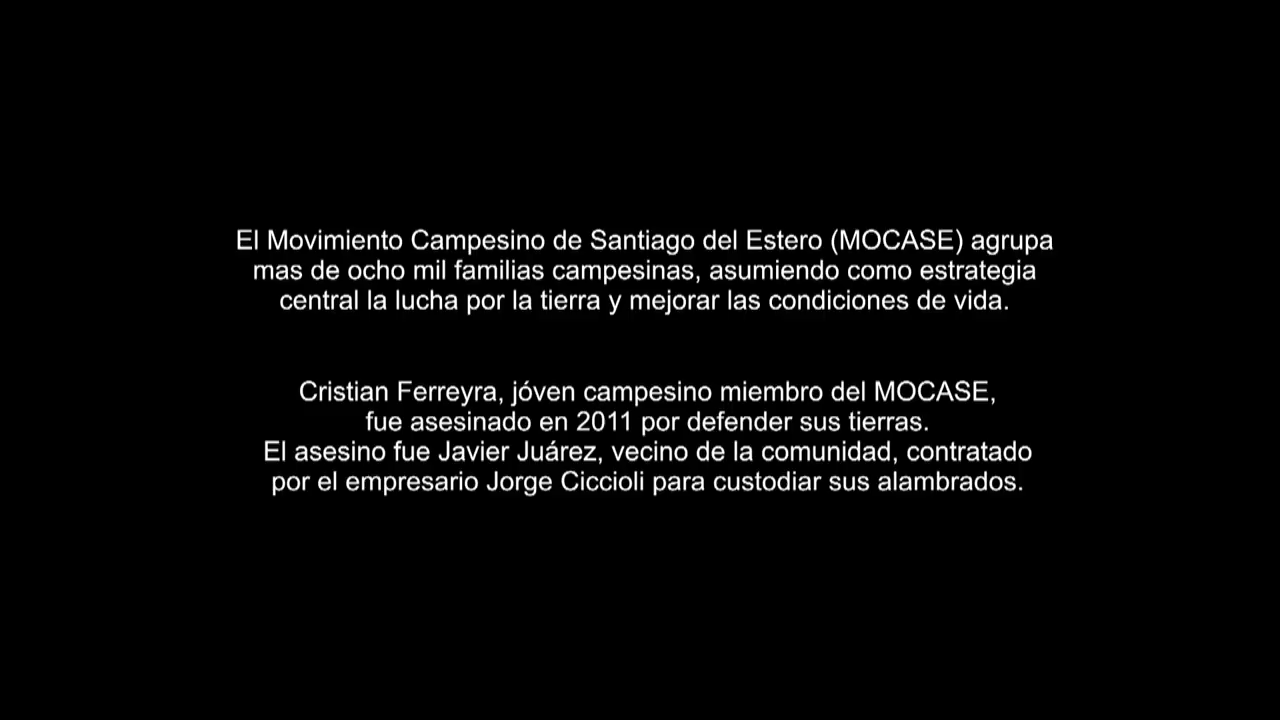 El Movimiento Campesino de Santiago del Estero (MOCASE) agrupa
mas de ocho mil familias campesinas, asumiendo como estrategia
central la lucha por la tierra y mejorar las condiciones de vida.
Cristian Ferreyra, jóven campesino miembro del MOCASE,
fue asesinado en 2011 por defender sus tierras.
El asesino fue Javier Juárez, vecino de la comunidad, contratado
por el empresario Jorge Ciccioli para custodiar sus alambrados.